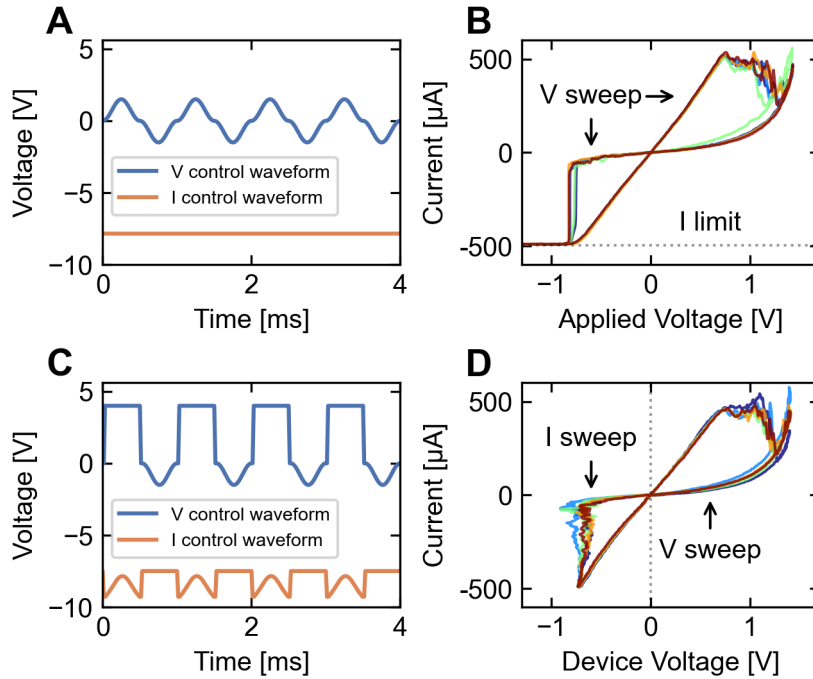 A
Voltage [V]
5
0
−5
−10
V control waveform
I control waveform
0
2
4
Time [ms]
B
Current [µA]
500
0
-500
V sweep
I limit
−1
0
1
Applied Voltage [V]
C
Voltage [V]
5
0
−5
−10
V control waveform
I control waveform
0
2
4
Time [ms]
D
Current [µA]
500
0
-500
I sweep
V sweep
−1
0
1
Device Voltage [V]